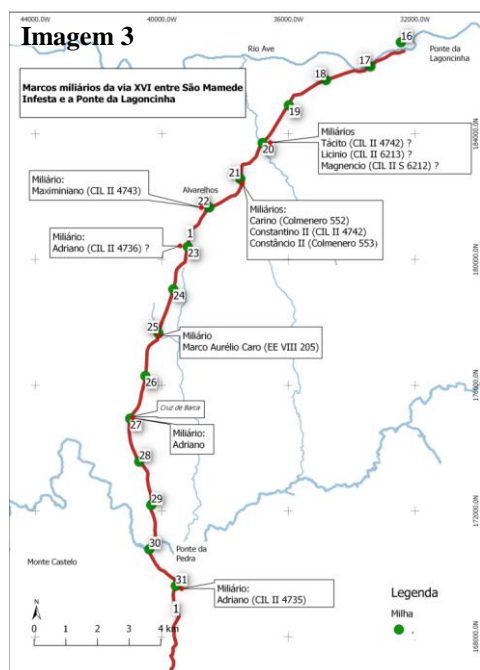 44000.0W 40000.0W 36000.0W 32000.0W
Imagem 3
Rio Ave
Ponte da
Lagoncinha
Marcos miliários da via XVI entre São Mamede
Infesta e a Ponte da Lagoncinha
16
17
18
19
20
Miliários
Tácito (CIL II 4742) ?
Licinio (CIL II 6213) ?
Magnencio (CIL II S 6212) ?
184000.0N
21
Miliário:
Maximiniano (CIL II 4743)
Alvarelhos
22
Miliários:
Carino (Colmenero 552)
Constantino II (CIL II 4742)
Constâncio II (Colmenero 553)
1
Miliário:
Adriano (CIL II 4736) ?
23
180000.0N
24
25
Miliário
Marco Aurélio Caro (EE VIII 205)
26
176000.0N
Cruz de Barca
27
Miliário:
Adriano
28
29
172000.0N
30
Ponte da
Pedra
Monte Castelo
31
Miliário:
Adriano (CIL II 4735)
1
N
0 1 2 3 4 km
Legenda
Milha
168000.0N